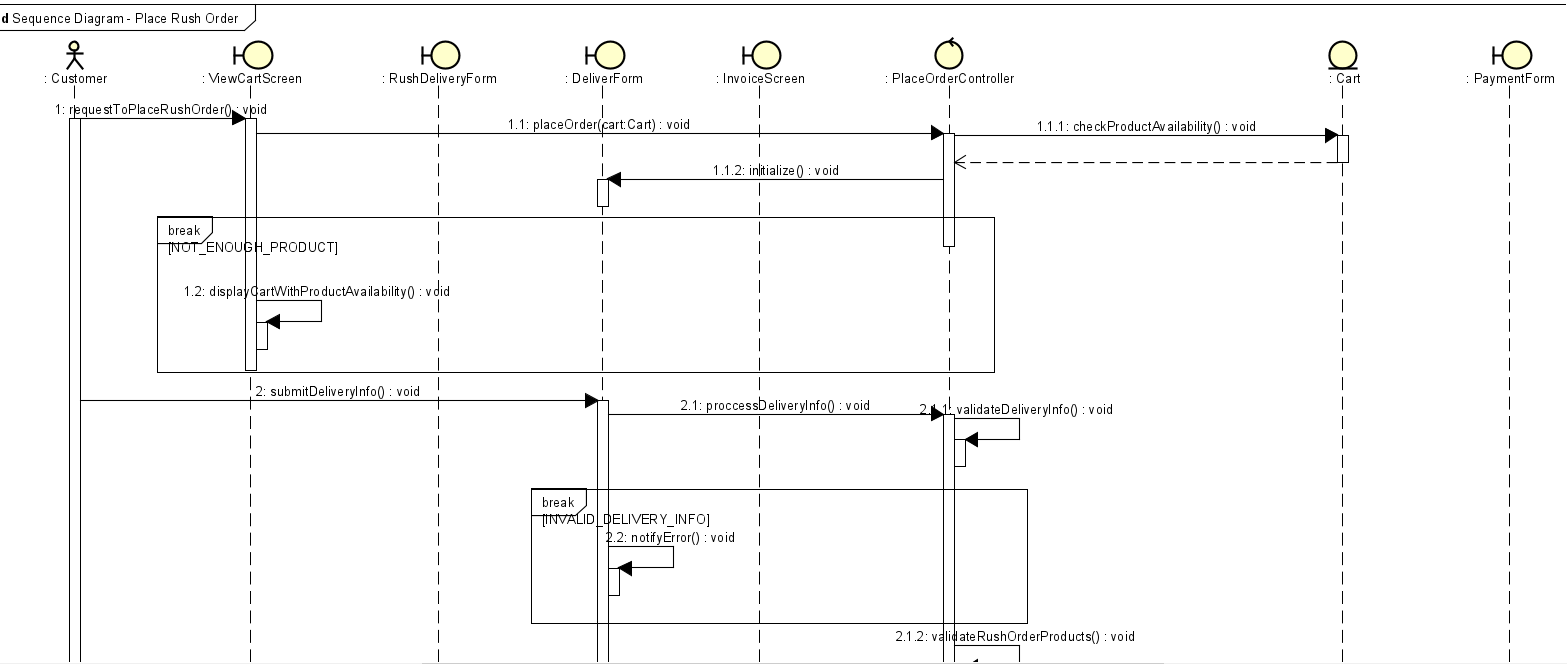 d Sequence Diagram - Place Rush Order
: Customer
: ViewCartScreen
: RushDeliveryForm
: DeliverForm
: InvoiceScreen
: PlaceOrderController
: Cart
: PaymentForm
1: requestToPlaceRushOrder() : void
1.1: placeOrder(cart:Cart) : void
1.1.1: checkProductAvailability() : void
1.1.2: initialize() : void
break
[NOT_ENOUGH_PRODUCT]
1.2: displayCartWithProductAvailability() : void
2: submitDeliveryInfo() : void
2.1: proccessDeliveryInfo() : void
2.1.1: validateDeliveryInfo() : void
break
[INVALID_DELIVERY_INFO]
2.2: notifyError() : void
2.1.2: validateRushOrderProducts() : void